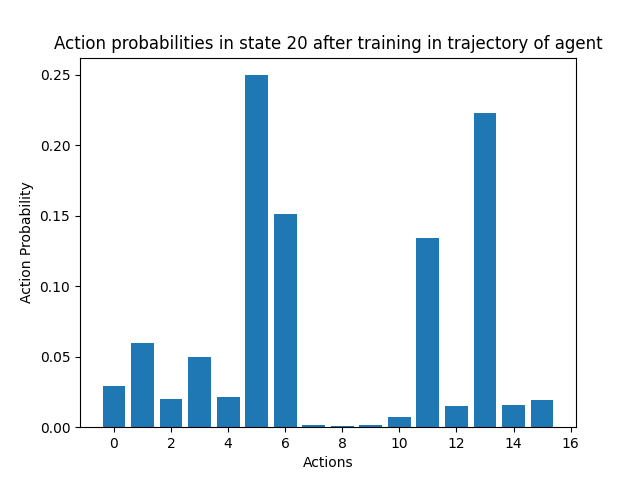 Action probabilities in state 20 after training in trajectory of agent
0.25
0.20
0.15
0.10
0.05
0.00
Action Probability
0 2 4 6 8 10 12 14 16
Actions